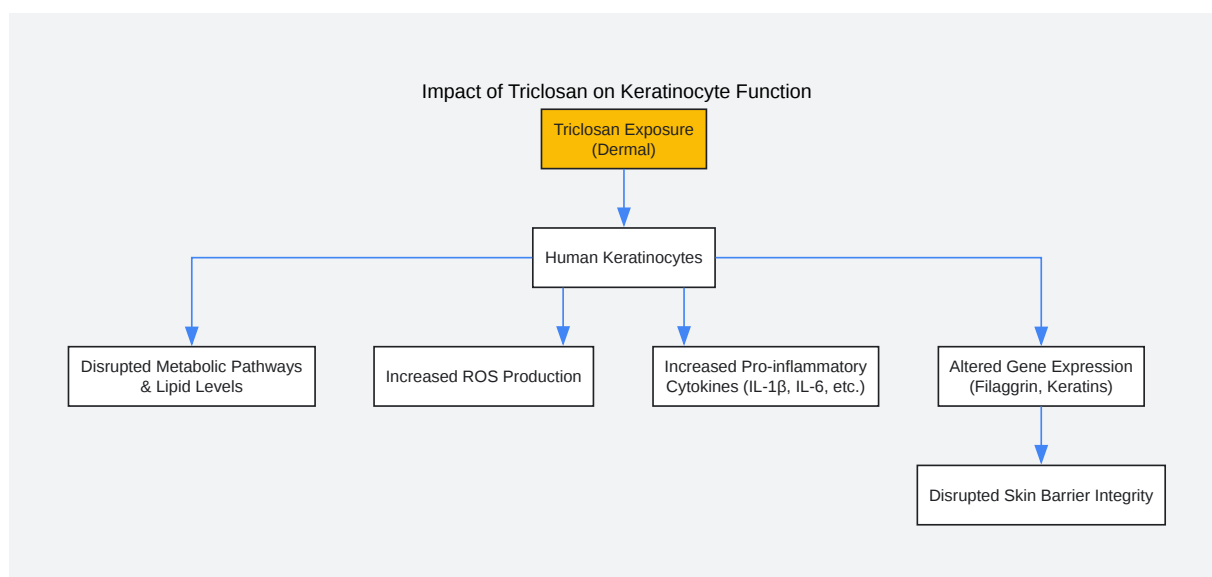 Impact of Triclosan on Keratinocyte Function
Triclosan Exposure
(Dermal)
Human Keratinocytes
Disrupted Metabolic Pathways
& Lipid Levels
Increased ROS Production
Increased Pro-inflammatory
Cytokines (IL-1β, IL-6, etc.)
Altered Gene Expression
(Filaggrin, Keratins)
Disrupted Skin Barrier Integrity